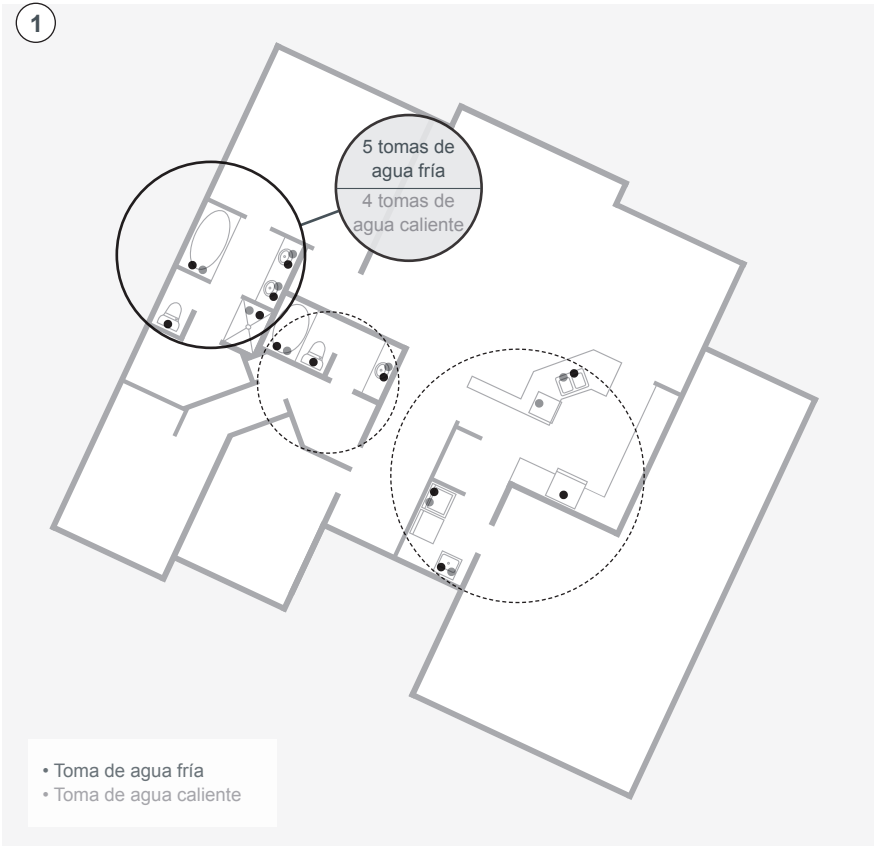 1
5 tomas de
agua fría
4 tomas de
agua caliente
• Toma de agua fría
• Toma de agua caliente